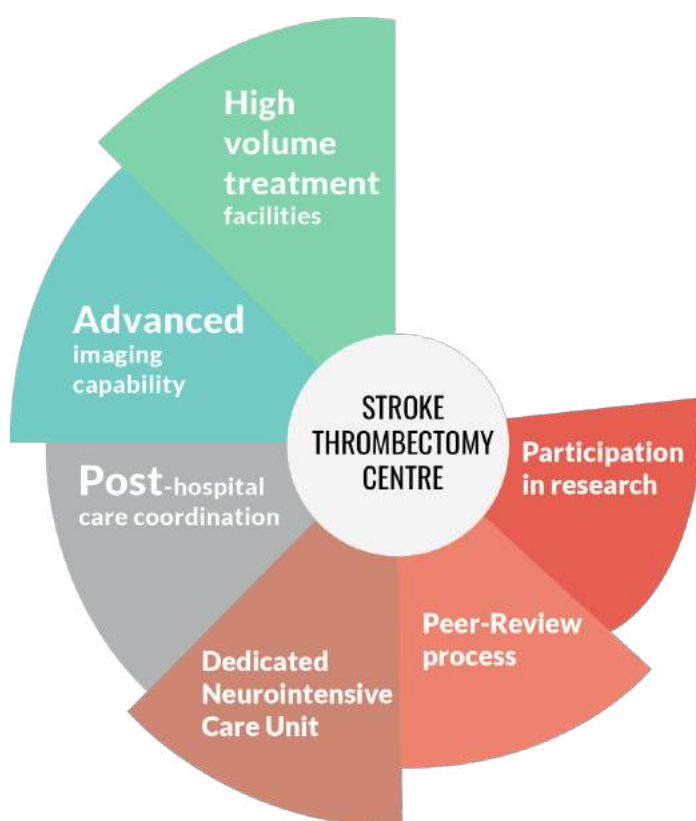 High
volume
treatment
facilities
Advanced
imaging
capability
STROKE
THROMBECTOMY
CENTRE
Participation
in research
Post-hospital
care coordination
Peer-Review
process
Dedicated
Neurointensive
Care Unit